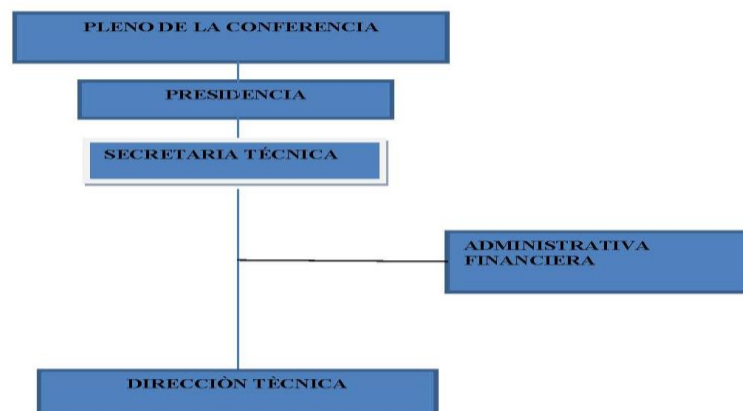 PLENO DE LA CONFERENCIA
PRESIDENCIA
SECRETARIA TÉCNICA
ADMINISTRATIVA
FINANCIERA
DIRECCIÒN TÈCNICA